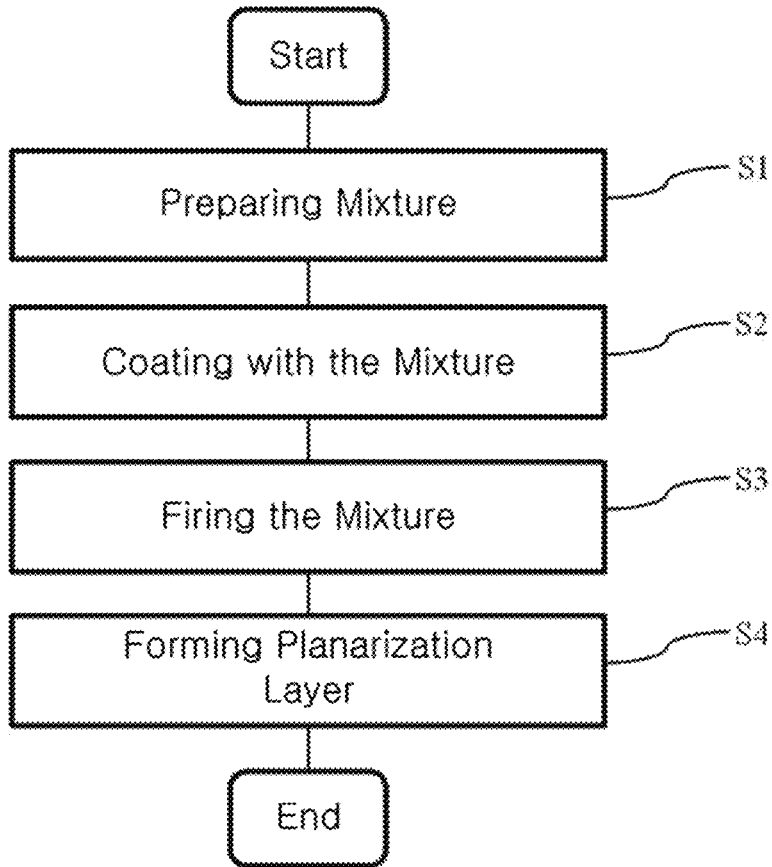 Start
Preparing Mixture
S1
Coating with the Mixture
S2
Firing the Mixture
S3
Forming Planarization
Layer
S4
End